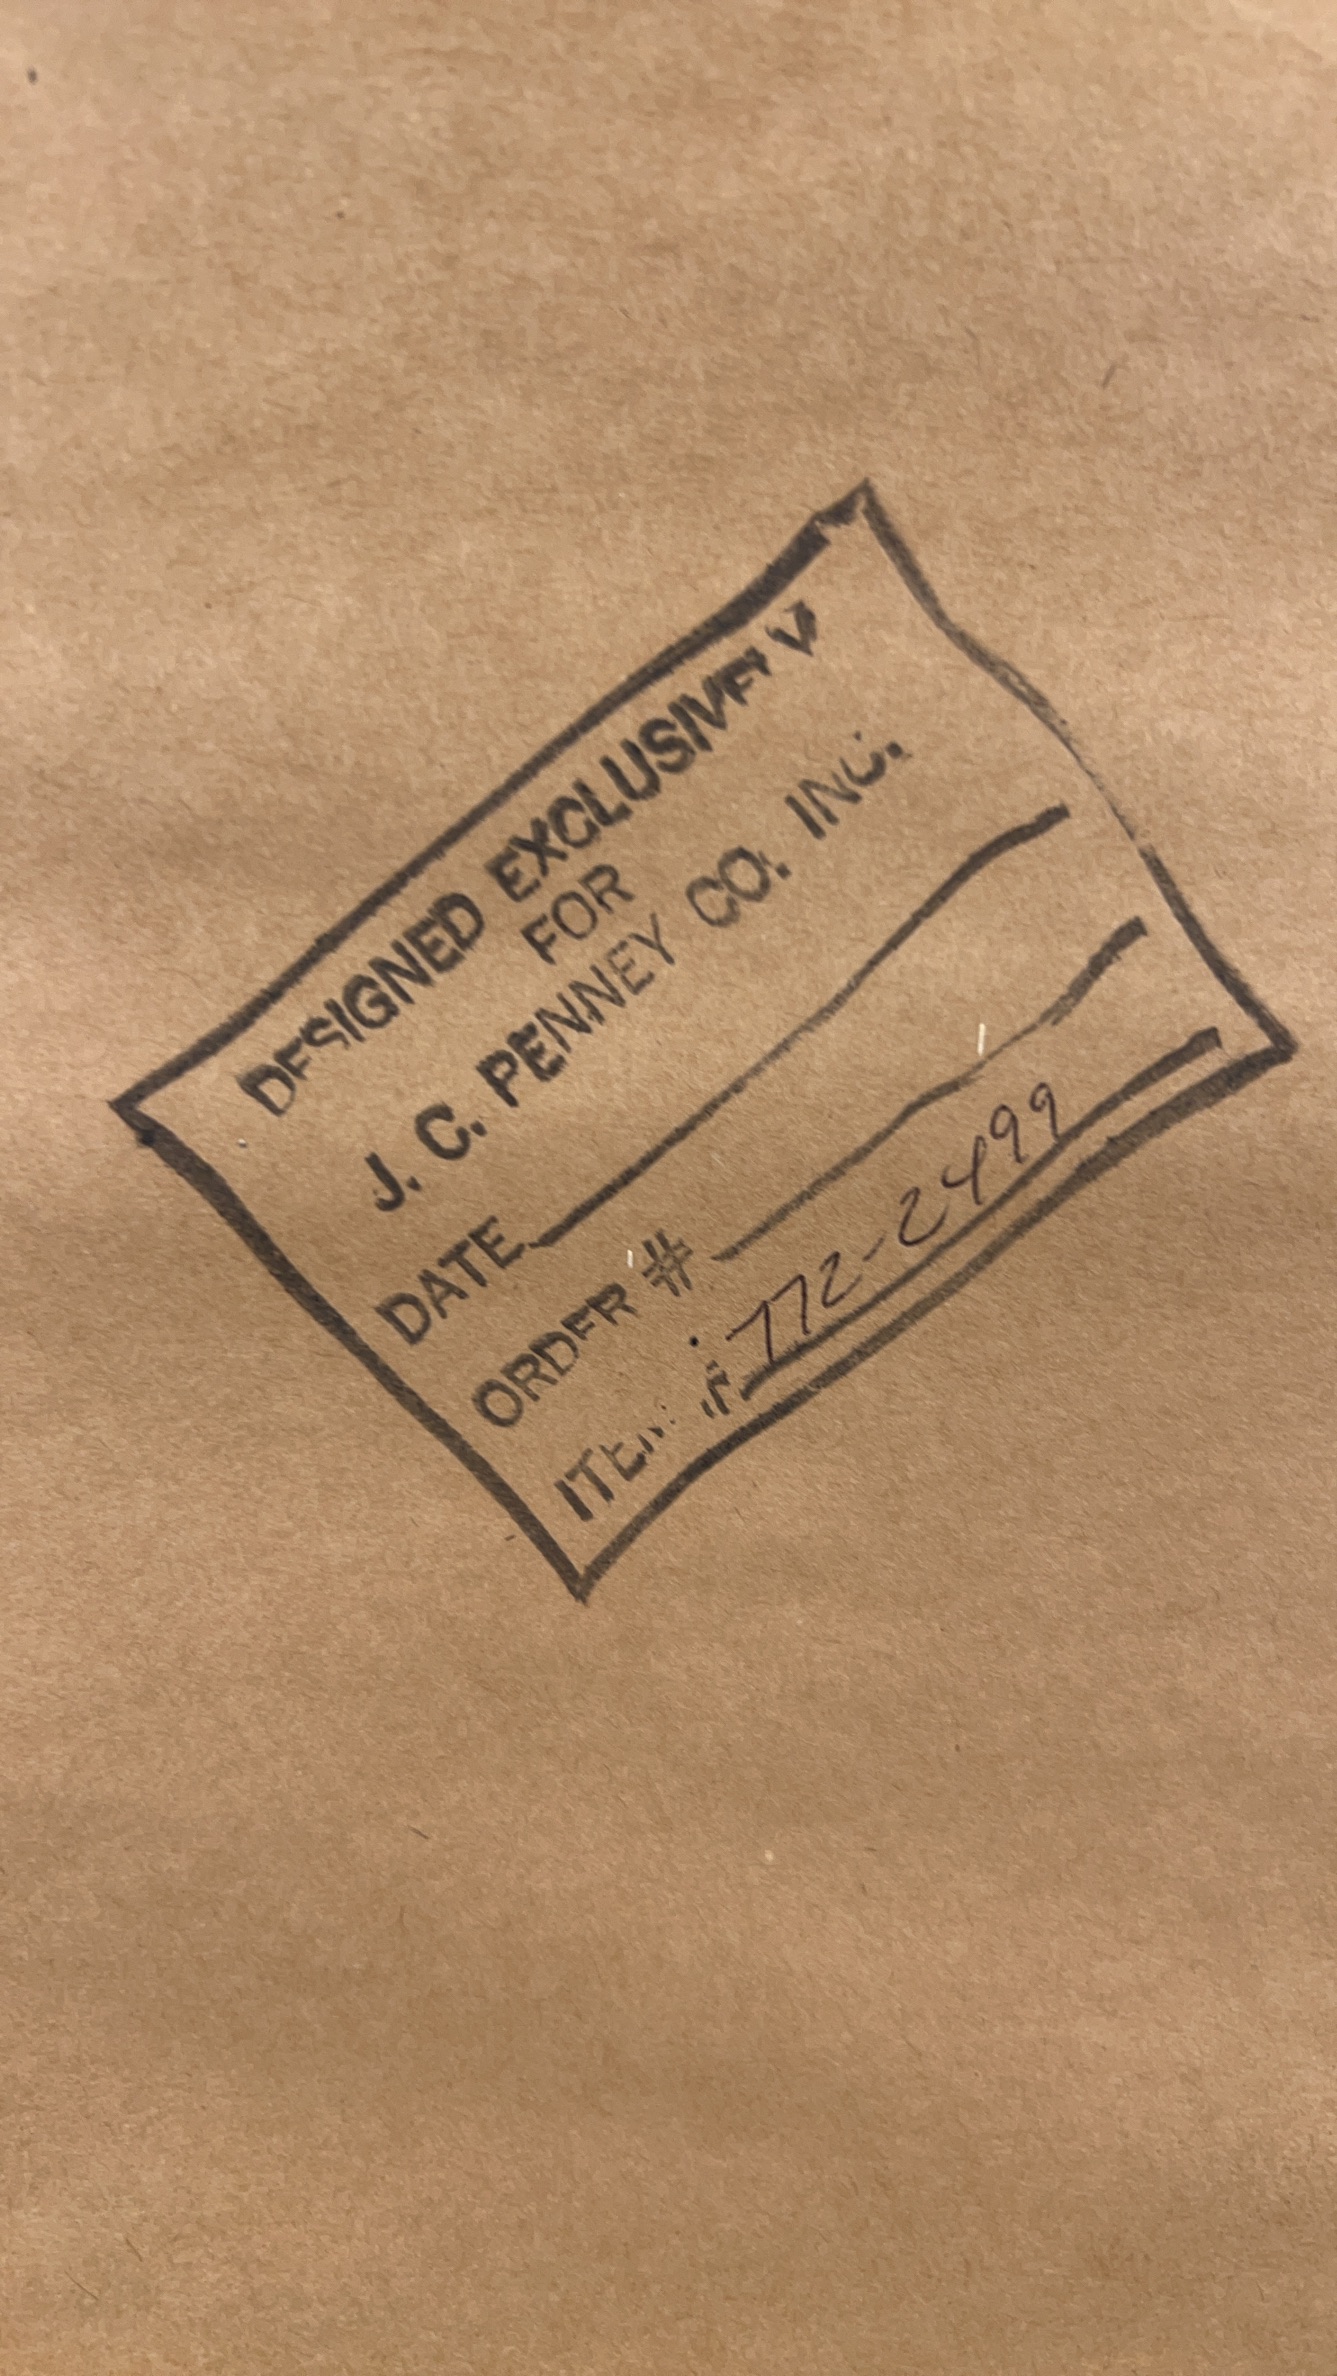 DESIGNED EXCLUSIVELY
FOR
J. C. PENNEY CO. INC.
DATE
ORDER #
ITEM # 772-2499